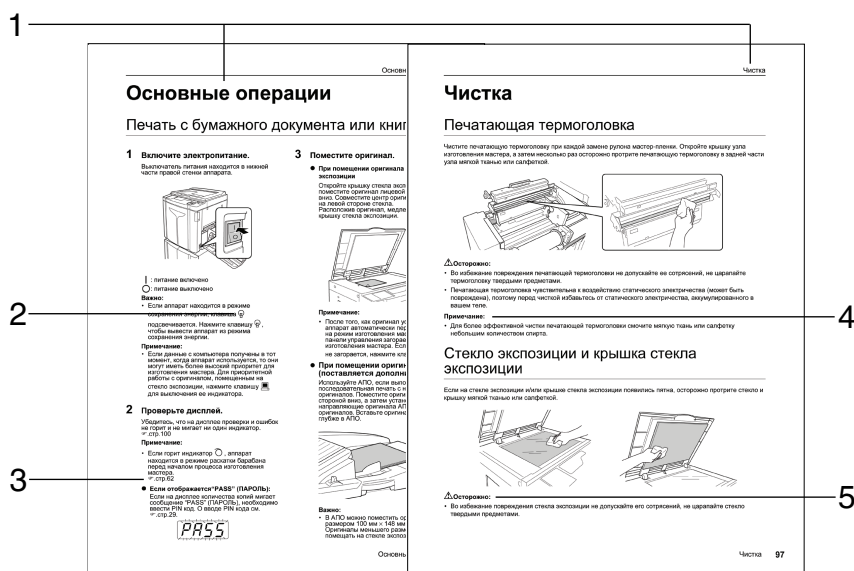 1
Основн
Основные операции
Печать с бумажного документа или книг
1 Включите электропитание.
Выключатель питания находится в нижней
части правой стенки аппарата.
: питание включено
: питание выключено
Важно:
• Если аппарат находится в режиме
сохранения энергии, клавиша
подсвечивается. Нажмите клавишу ,
чтобы вывести аппарат из режима
сохранения энергии.
Примечание:
• Если данные с компьютера получены в тот
момент, когда аппарат используется, то они
могут иметь более высокий приоритет для
изготовления мастера. Для приоритетной
работы с оригиналом, помещенным на
стекло экспозиции, нажмите клавишу
для включения ее индикатора.
2 Проверьте дисплей.
Убедитесь, что на дисплее проверки и ошибок
не горит и не мигает ни один индикатор.
☞стр.100
Примечание:
• Если горит индикатор , аппарат
находится в режиме раскатки барабана
перед началом процесса изготовления
мастера.
☞стр.62
● Если отображается"PASS" (ПАРОЛЬ):
Если на дисплее количества копий мигает
сообщение "PASS" (ПАРОЛЬ), необходимо
ввести PIN код. О вводе PIN кода см.
☞стр.29.
PASS
3 Поместите оригинал.
● При помещении оригинала
экспозиции
Откройте крышку стекла эксп
поместите оригинал лицевой
вниз. Совместите центр ориги
на левой стороне стекла.
Расположив оригинал, медле
крышку стекла экспозиции.
Примечание:
• После того, как оригинал ус
аппарат автоматически пер
на режим изготовления мас
панели управления загорае
изготовления мастера. Есл
не загорается, нажмите кла
● При помещении оригин
(поставляется дополни
Используйте АПО, если выпо
последовательная печать с н
оригиналов. Поместите ориги
стороной вниз, а затем устан
направляющие оригинала АП
оригиналов. Вставьте оригина
глубже в АПО.
Важно:
• В АПО можно поместить ор
размером 100 мм × 148 мм
Оригиналы меньшего разм
помещать на стекле экспоз
Основнь
Чистка
Чистка
Печатающая термоголовка
Чистите печатающую термоголовку при каждой замене рулона мастер-пленки. Откройте крышку узла
изготовления мастера, а затем несколько раз осторожно протрите печатающую термоголовку в задней части
узла мягкой тканью или салфеткой.
⚠Осторожно:
• Во избежание повреждения печатающей термоголовки не допускайте ее сотрясений, не царапайте
термоголовку твердыми предметами.
• Печатающая термоголовка чувствительна к воздействию статического электричества (может быть
повреждена), поэтому перед чисткой избавьтесь от статического электричества, аккумулированного в
вашем теле.
Примечание:
• Для более эффективной чистки печатающей термоголовки смочите мягкую ткань или салфетку
небольшим количеством спирта.
Стекло экспозиции и крышка стекла
экспозиции
Если на стекле экспозиции и/или крышке стекла экспозиции появились пятна, осторожно протрите стекло и
крышку мягкой тканью или салфеткой.
⚠Осторожно:
• Во избежание повреждения стекла экспозиции не допускайте его сотрясений, не царапайте стекло
твердыми предметами.
Чистка 97
2
3
4
5